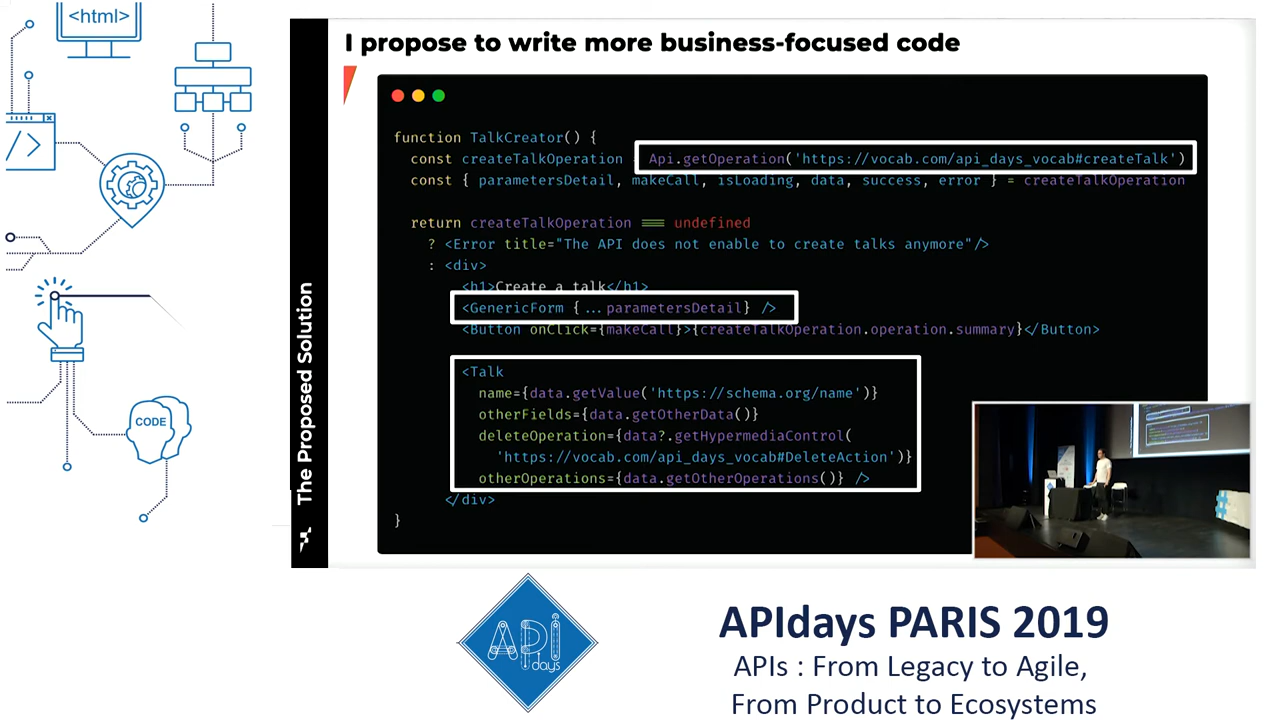 <html>
I propose to write more business-focused code
The Proposed Solution
function TalkCreator() {
const createTalkOperation
Api.getOperation('https://vocab.com/api_days_vocab#createTalk')
const { parametersDetail, makeCall, isLoading, data, success, error } = createTalkOperation
return createTalkOperation === undefined
? <Error title="The API does not enable to create talks anymore"/>
: <div>
<h1>Create a talk</h1>
<GenericForm {...parametersDetail} />
<Button onClick={makeCall}>{createTalkOperation.operation.summary}</Button>
<Talk
name={data.getValue('https://schema.org/name')}
otherFields={data.getOtherData()}
deleteOperation={data?.getHypermediaControl(
'https://vocab.com/api_days_vocab#DeleteAction')}
otherOperations={data.getOtherOperations()} />
</div>
}
</>
CODE
API
days
APIdays PARIS 2019
APIs : From Legacy to Agile,
From Product to Ecosystems